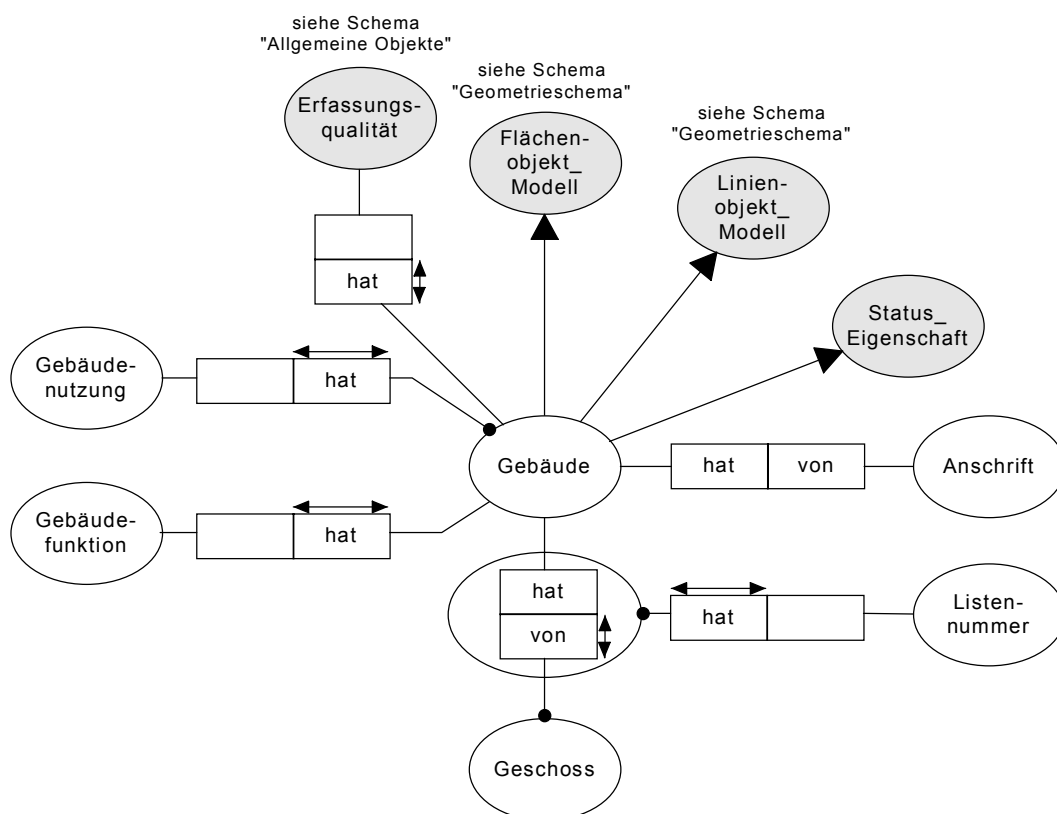 siehe Schema
"Allgemeine Objekte"
Erfassungs-
qualität
siehe Schema
"Geometrieschema"
Flächen-
objekt_
Modell
siehe Schema
"Geometrieschema"
Linien-
objekt_
Modell
Status_
Eigenschaft
hat
Gebäude-
nutzung
hat
Gebäude
hat
von
Anschrift
Gebäude-
funktion
hat
hat
von
hat
Listen-
nummer
Geschoss